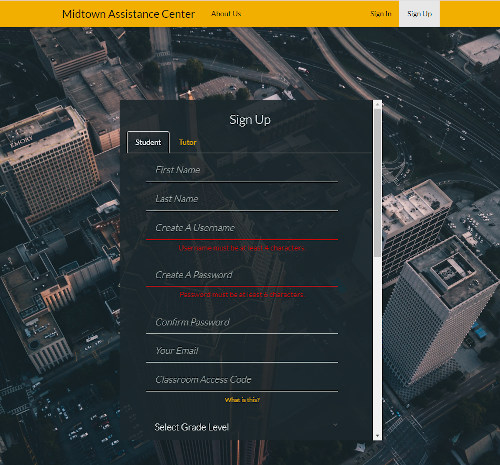 Midtown Assistance Center
About Us
Sign In
Sign Up
EMORY
Sign Up
Student
Tutor
First Name
Last Name
Create A Username
Username must be at least characters
Create A Password
Password must be at least characters
Confirm Password
Your Email
Classroom Access Code
What is this?
Select Grade Level